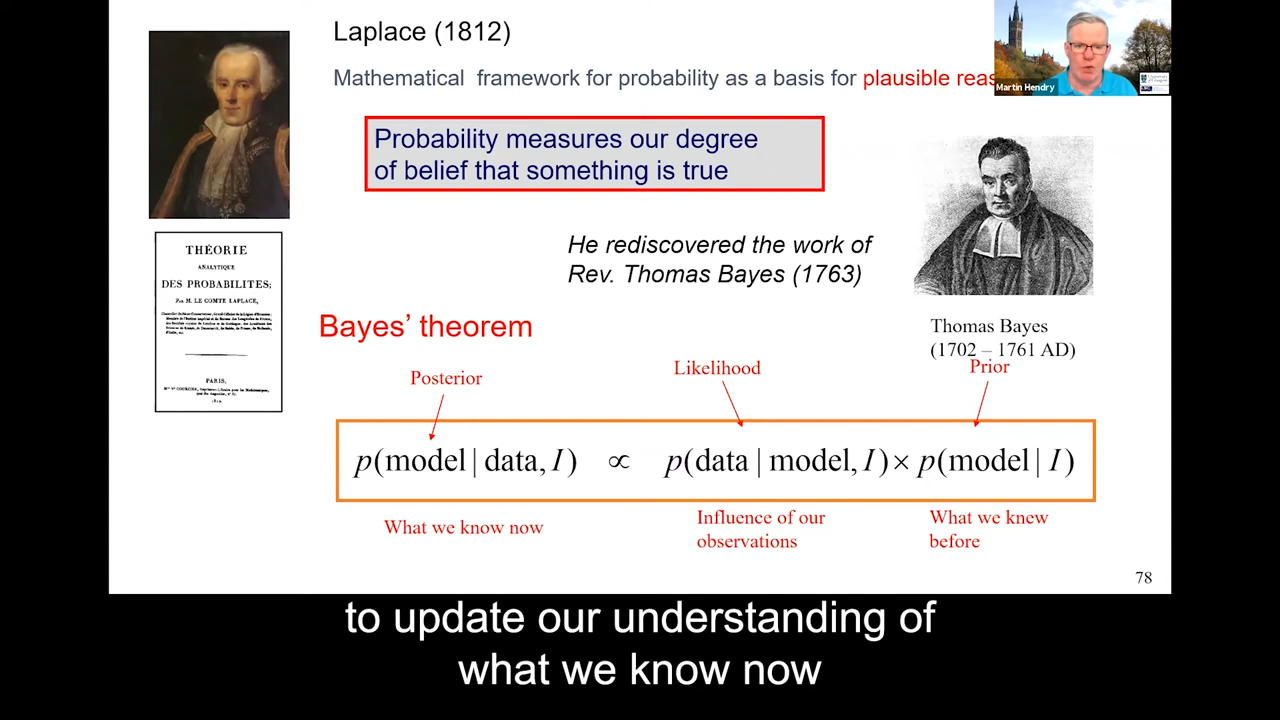 Laplace (1812)
Mathematical framework for probability as a basis for plausible reas
Martin Hendry
Probability measures our degree
of belief that something is true
He rediscovered the work of
Rev. Thomas Bayes (1763)
THÉORIE
ANALYTIQUE
DES PROBABILITÉS;
PAR M. LE COMTE LAPLACE,
PARIS,
Bayes’ theorem
Thomas Bayes
(1702 – 1761 AD)
Posterior
Likelihood
Prior
p(model | data, I) ∝ p(data | model, I) × p(model | I)
What we know now
Influence of our
observations
What we knew
before
78
to update our understanding of
what we know now